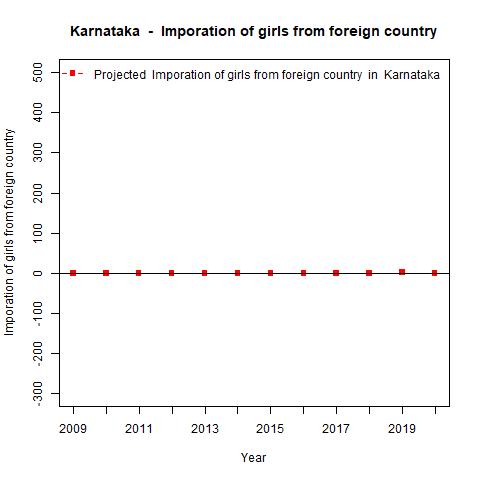 Karnataka - Imporation of girls from foreign country
Projected Imporation of girls from foreign country in Karnataka
Imporation of girls from foreign country
500
400
300
200
100
0
-100
-200
-300
2009 2011 2013 2015 2017 2019
Year